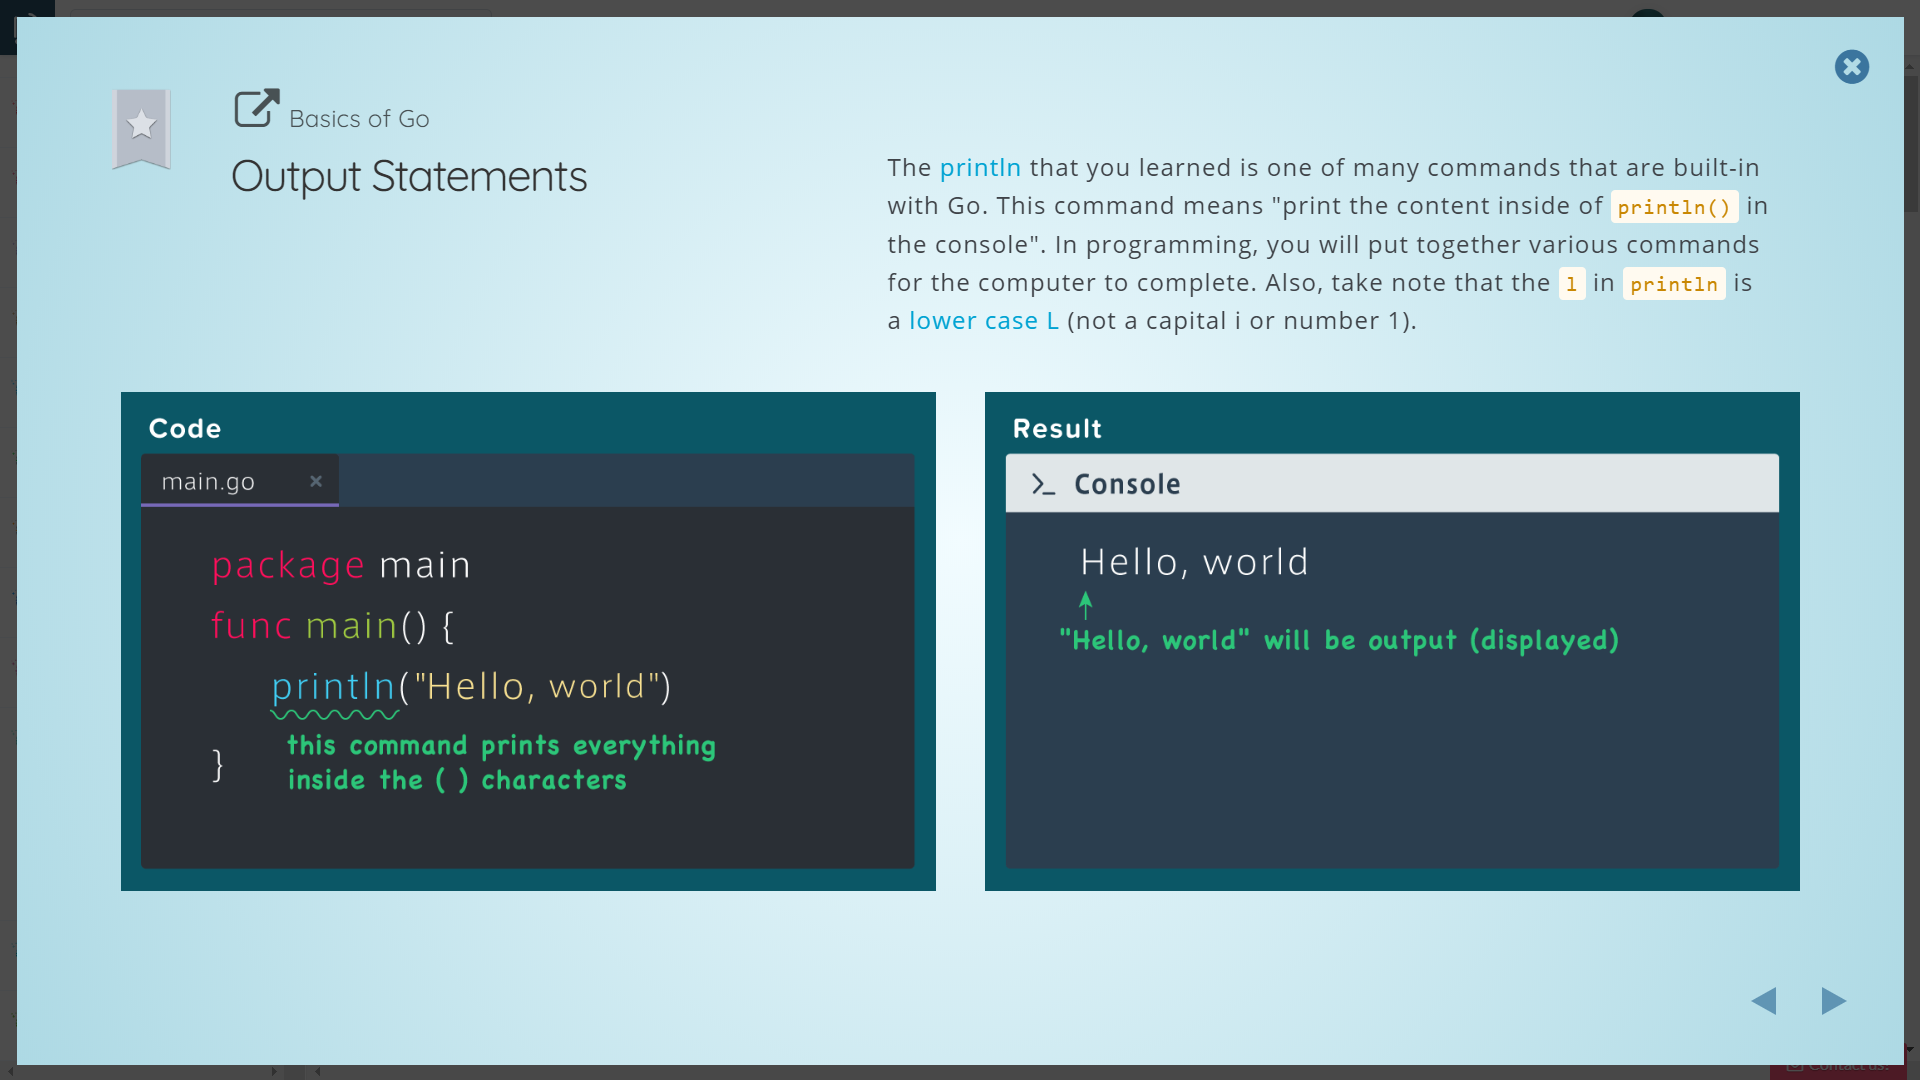 Basics of Go
Output Statements
The println that you learned is one of many commands that are built-in
with Go. This command means "print the content inside of println() in
the console". In programming, you will put together various commands
for the computer to complete. Also, take note that the l in println is
a lower case L (not a capital i or number 1).
Code
main.go
package main
func main() {
println("Hello, world")
this command prints everything
inside the ( ) characters
}
Result
Console
Hello, world
"Hello, world" will be output (displayed)
Contact us!